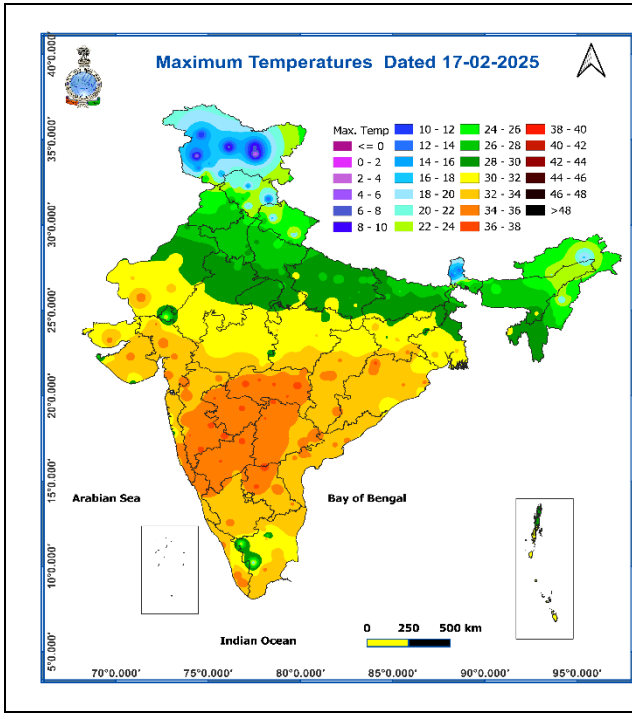 Maximum Temperatures Dated 17-02-2025
Max. Temp
<= 0
0 - 2
2 - 4
4 - 6
6 - 8
8 - 10
10 - 12
12 - 14
14 - 16
16 - 18
18 - 20
20 - 22
22 - 24
24 - 26
26 - 28
28 - 30
30 - 32
32 - 34
34 - 36
36 - 38
38 - 40
40 - 42
42 - 44
44 - 46
46 - 48
>48
40°0.000'
35°0.000'
30°0.000'
25°0.000'
20°0.000'
15°0.000'
10°0.000'
5°0.000'
Arabian Sea
Bay of Bengal
Indian Ocean
0 250 500 km
70°0.000' 75°0.000' 80°0.000' 85°0.000' 90°0.000' 95°0.000'